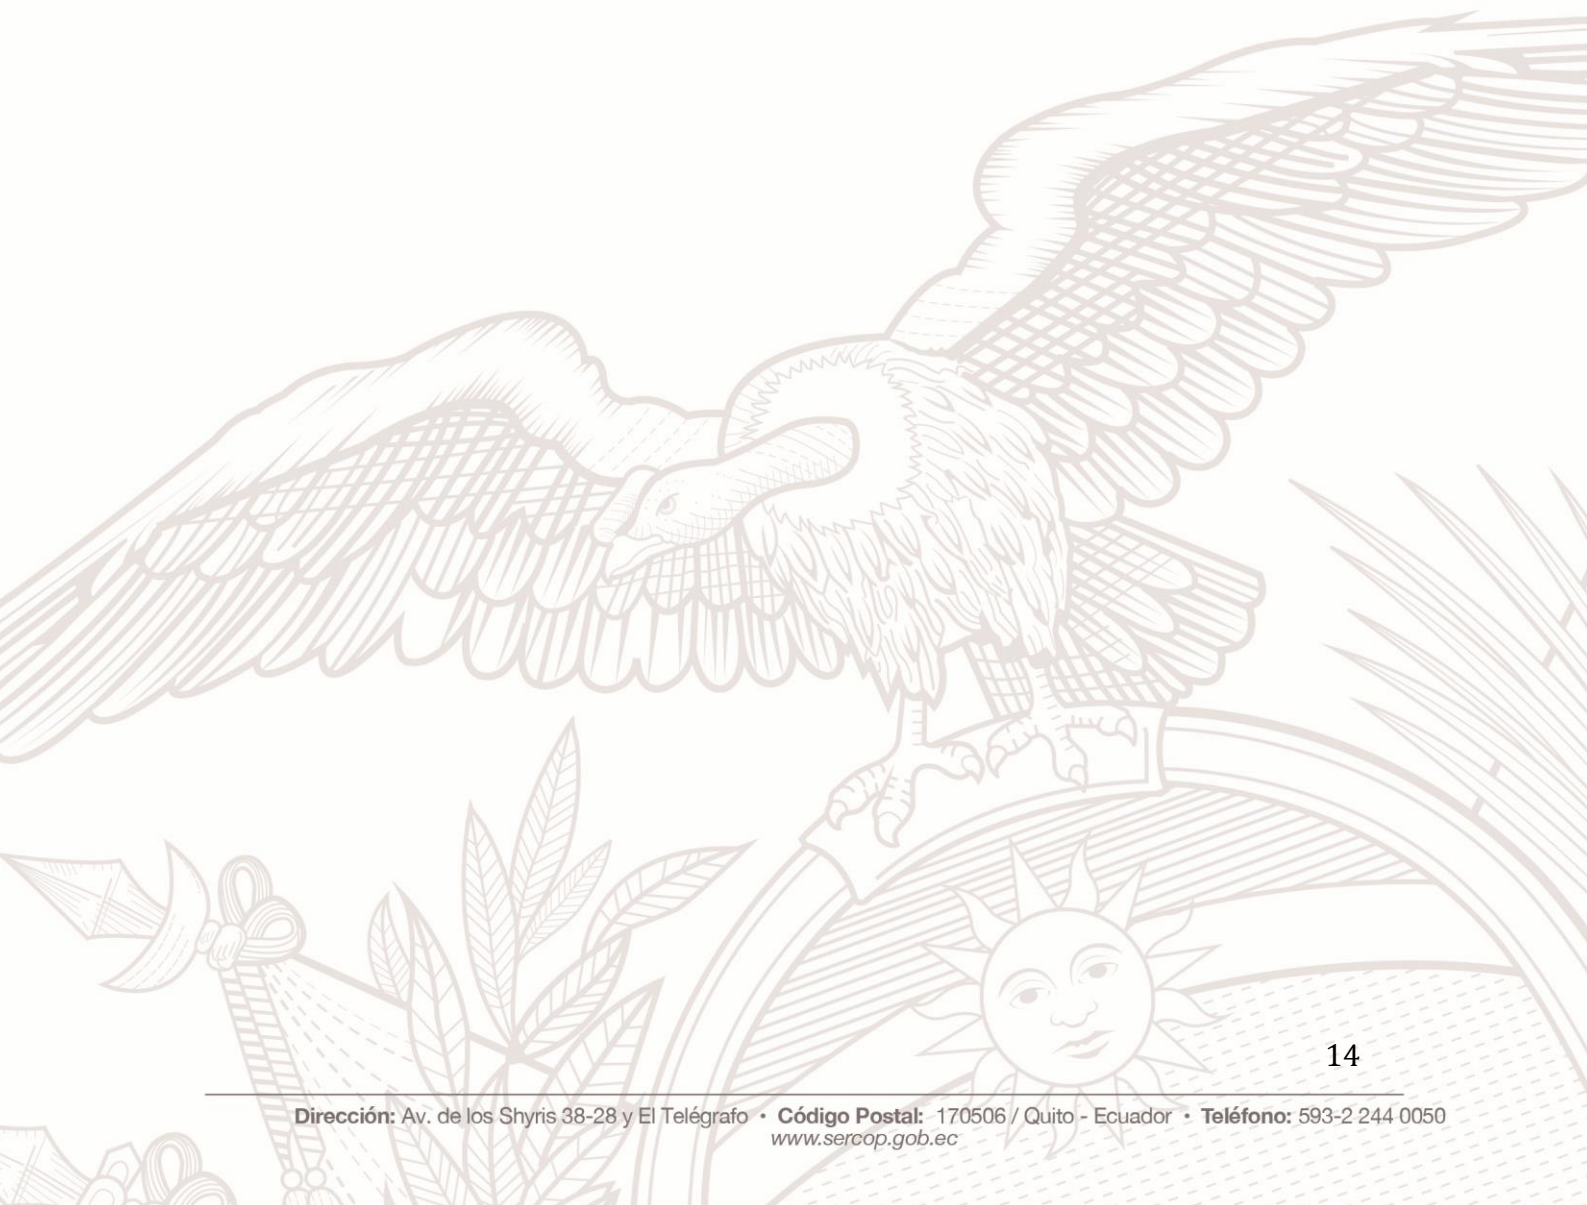 14
Dirección: Av. de los Shyris 38-28 y El Telégrafo • Código Postal: 170506 / Quito - Ecuador • Teléfono: 593-2 244 0050
www.sercop.gob.ec